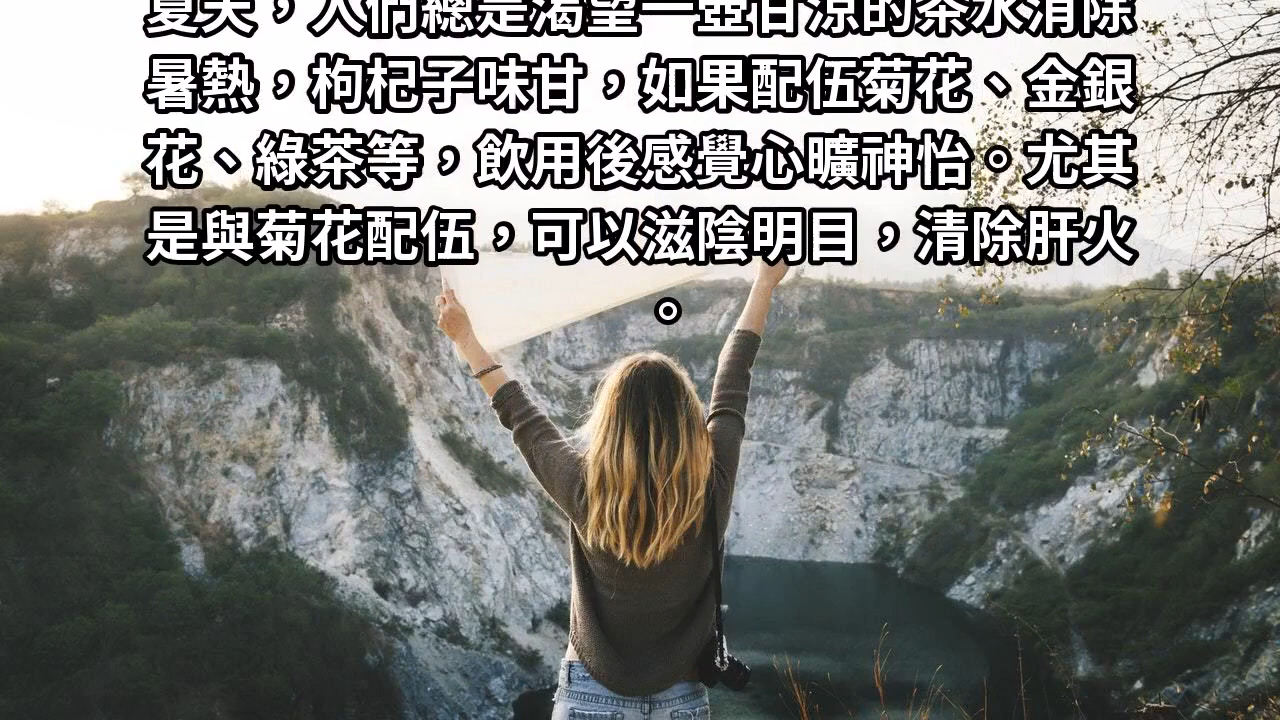 夏天，人們總是渴望一壺甘涼的茶水消除
暑熱，枸杞子味甘，如果配伍菊花、金銀
花、綠茶等，飲用後感覺心曠神怡。尤其
是與菊花配伍，可以滋陰明目，清除肝火
。